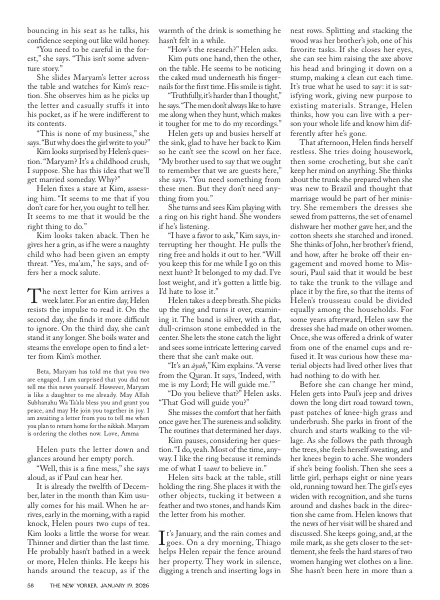 bouncing in his seat as he talks, his
confidence seeping out like wild honey.
"You need to be careful in the for-
est," she says. "This isn't some adven-
ture story."
She slides Maryam's letter across
the table and watches for Kim's reac-
tion. She observes him as he picks up
the letter and casually stuffs it into
his pocket, as if he were indifferent to
its contents.
"This is none of my business," she
says. "But why does the girl write to you?"
Kim looks surprised by Helen's ques-
tion. "Maryam? It's a childhood crush,
I suppose. She has this idea that we'll
get married someday. Why?"
Helen fixes a stare at Kim, assess-
ing him. "It seems to me that if you
don't care for her, you ought to tell her.
It seems to me that it would be the
right thing to do."
Kim looks taken aback. Then he
gives her a grin, as if he were a naughty
child who had been given an empty
threat. "Yes, ma'am," he says, and of-
fers her a mock salute.
The next letter for Kim arrives a
week later. For an entire day, Helen
resists the impulse to read it. On the
second day, she finds it more difficult
to ignore. On the third day, she can't
stand it any longer. She boils water and
steams the envelope open to find a let-
ter from Kim's mother.
Beta, Maryam has told me that you two
are engaged. I am surprised that you did not
tell me this news yourself. However, Maryam
is like a daughter to me already. May Allah
Subhanahu Wa Ta'ala bless you and grant you
peace, and may He join you together in joy. I
am awaiting a letter from you to tell me when
you plan to return home for the nikkah. Maryam
is ordering the clothes now. Love, Amma
Helen puts the letter down and
glances around her empty porch.
"Well, this is a fine mess," she says
aloud, as if Paul can hear her.
It is already the twelfth of Decem-
ber, later in the month than Kim usu-
ally comes for his mail. When he ar-
rives, early in the morning, with a rapid
knock, Helen pours two cups of tea.
Kim looks a little the worse for wear.
Thinner and dirtier than the last time.
He probably hasn't bathed in a week
or more, Helen thinks. He keeps his
hands around the teacup, as if the
warmth of the drink is something he
hasn't felt in a while.
"How's the research?" Helen asks.
Kim puts one hand, then the other,
on the table. He seems to be noticing
the caked mud underneath his finger-
nails for the first time. His smile is tight.
"Truthfully, it's harder than I thought,"
he says. "The men don't always like to have
me along when they hunt, which makes
it tougher for me to do my recordings."
Helen gets up and busies herself at
the sink, glad to have her back to Kim
so he can't see the scowl on her face.
"My brother used to say that we ought
to remember that we are guests here,"
she says. "You need something from
these men. But they don't need any-
thing from you."
She turns and sees Kim playing with
a ring on his right hand. She wonders
if he's listening.
"I have a favor to ask," Kim says, in-
terrupting her thought. He pulls the
ring free and holds it out to her. "Will
you keep this for me while I go on this
next hunt? It belonged to my dad. I've
lost weight, and it's gotten a little big.
I'd hate to lose it."
Helen takes a deep breath. She picks
up the ring and turns it over, examin-
ing it. The band is silver, with a flat,
dull-crimson stone embedded in the
center. She lets the stone catch the light
and sees some intricate lettering carved
there that she can't make out.
"It's an āyah," Kim explains. "A verse
from the Quran. It says, 'Indeed, with
me is my Lord; He will guide me.'"
"Do you believe that?" Helen asks.
"That God will guide you?"
She misses the comfort that her faith
once gave her. The sureness and solidity.
The routines that determined her days.
Kim pauses, considering her ques-
tion. "I do, yeah. Most of the time, any-
way. I like the ring because it reminds
me of what I want to believe in."
Helen sits back at the table, still
holding the ring. She places it with the
other objects, tucking it between a
feather and two stones, and hands Kim
the letter from his mother.
It's January, and the rain comes and
goes. On a dry morning, Thiago
helps Helen repair the fence around
her property. They work in silence,
digging a trench and inserting logs in
neat rows. Splitting and stacking the
wood was her brother's job, one of his
favorite tasks. If she closes her eyes,
she can see him raising the axe above
his head and bringing it down on a
stump, making a clean cut each time.
It's true what he used to say: it is sat-
isfying work, giving new purpose to
existing materials. Strange, Helen
thinks, how you can live with a per-
son your whole life and know him dif-
ferently after he's gone.
That afternoon, Helen finds herself
restless. She tries doing housework,
then some crocheting, but she can't
keep her mind on anything. She thinks
about the trunk she prepared when she
was new to Brazil and thought that
marriage would be part of her minis-
try. She remembers the dresses she
sewed from patterns, the set of enamel
dishware her mother gave her, and the
cotton sheets she starched and ironed.
She thinks of John, her brother's friend,
and how, after he broke off their en-
gagement and moved home to Mis-
souri, Paul said that it would be best
to take the trunk to the village and
place it by the fire, so that the items of
Helen's trousseau could be divided
equally among the households. For
some years afterward, Helen saw the
dresses she had made on other women.
Once, she was offered a drink of water
from one of the enamel cups and re-
fused it. It was curious how these ma-
terial objects had lived other lives that
had nothing to do with her.
Before she can change her mind,
Helen gets into Paul's jeep and drives
down the long dirt road toward town,
past patches of knee-high grass and
underbrush. She parks in front of the
church and starts walking to the vil-
lage. As she follows the path through
the trees, she feels herself sweating, and
her knees begin to ache. She wonders
if she's being foolish. Then she sees a
little girl, perhaps eight or nine years
old, running toward her. The girl's eyes
widen with recognition, and she turns
around and dashes back in the direc-
tion she came from. Helen knows that
the news of her visit will be shared and
discussed. She keeps going, and, at the
mile mark, as she gets closer to the set-
tlement, she feels the hard stares of two
women hanging wet clothes on a line.
She hasn't been here in more than a
58 THE NEW YORKER, JANUARY 19, 2026